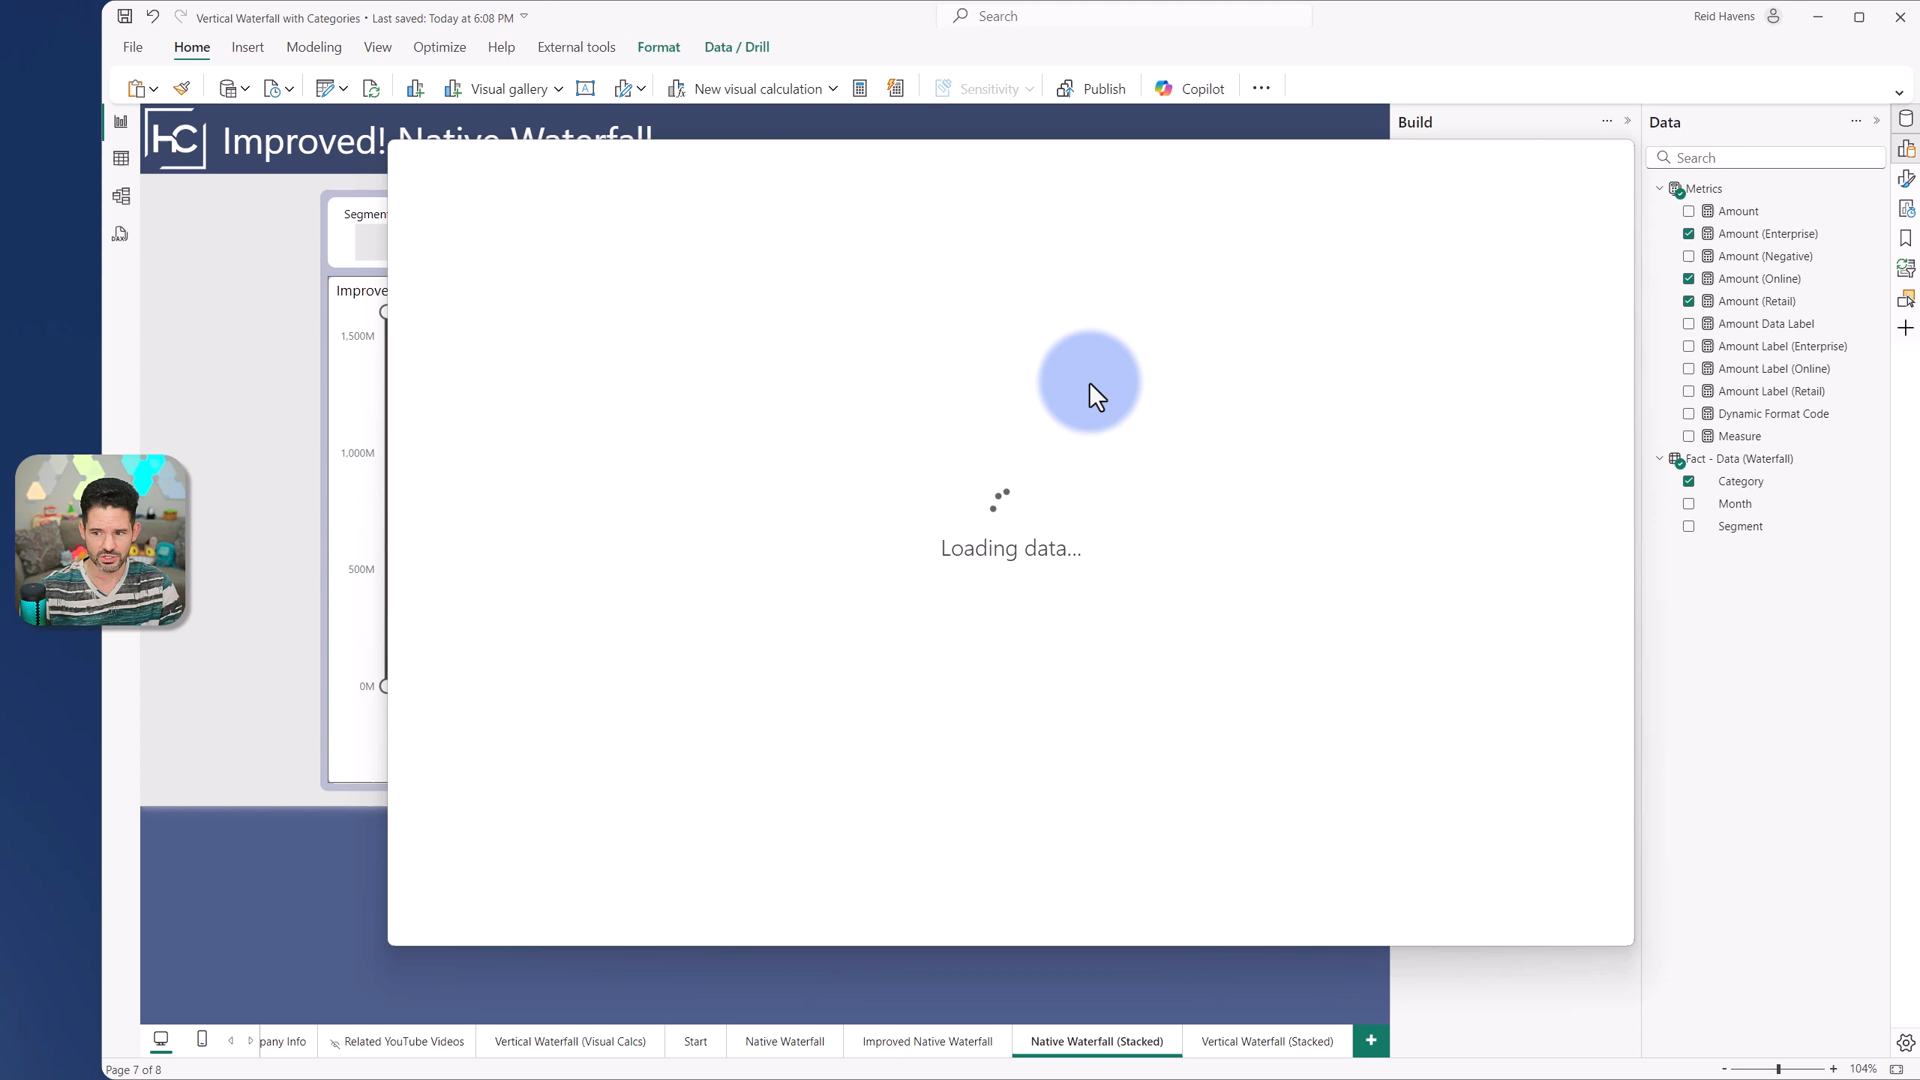 Vertical Waterfall with Categories • Last saved: Today at 6:08 PM
Search
Reid Havens
File
Home
Insert
Modeling
View
Optimize
Help
External tools
Format
Data / Drill
Visual gallery
New visual calculation
Sensitivity
Publish
Copilot
HC
Improved! Native Waterfall
Build
Data
Search
Segment
Improve
1,500M
1,000M
500M
0M
Loading data...
Metrics
Amount
Amount (Enterprise)
Amount (Negative)
Amount (Online)
Amount (Retail)
Amount Data Label
Amount Label (Enterprise)
Amount Label (Online)
Amount Label (Retail)
Dynamic Format Code
Measure
Fact - Data (Waterfall)
Category
Month
Segment
DAX
pany Info
Related YouTube Videos
Vertical Waterfall (Visual Calcs)
Start
Native Waterfall
Improved Native Waterfall
Native Waterfall (Stacked)
Vertical Waterfall (Stacked)
Page 7 of 8
104%